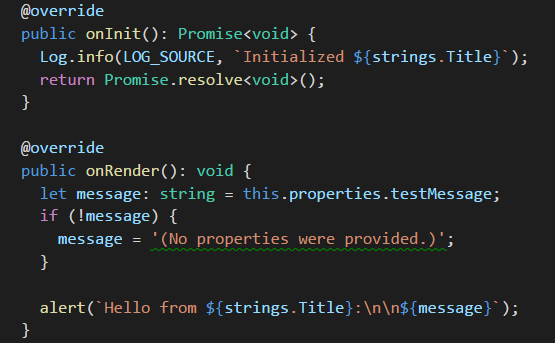 @override
public onInit(): Promise<void> {
Log.info(LOG_SOURCE, `Initialized ${strings.Title}`);
return Promise.resolve<void>();
}
@override
public onRender(): void {
let message: string = this.properties.testMessage;
if (!message) {
message = '(No properties were provided.)';
}
alert(`Hello from ${strings.Title}:\n\n${message}`);
}